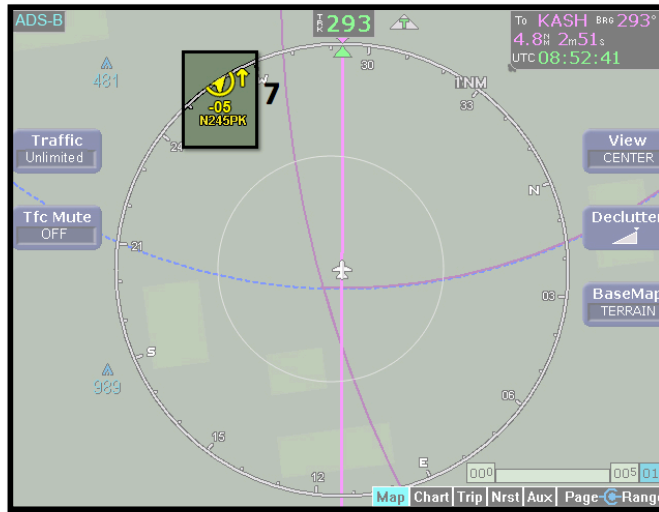 ADS-B
TRK 293
To KASH BRG 293°
4.8NM 2m51s
UTC 08:52:41
481
W
30
1NM
33
-05
N245PK
7
24
Traffic
Unlimited
View
CENTER
N
Tfc Mute
OFF
Declutter
21
BaseMap
TERRAIN
03
S
989
06
15
E
12
000
005
01
Map Chart Trip Nrst Aux Page Range